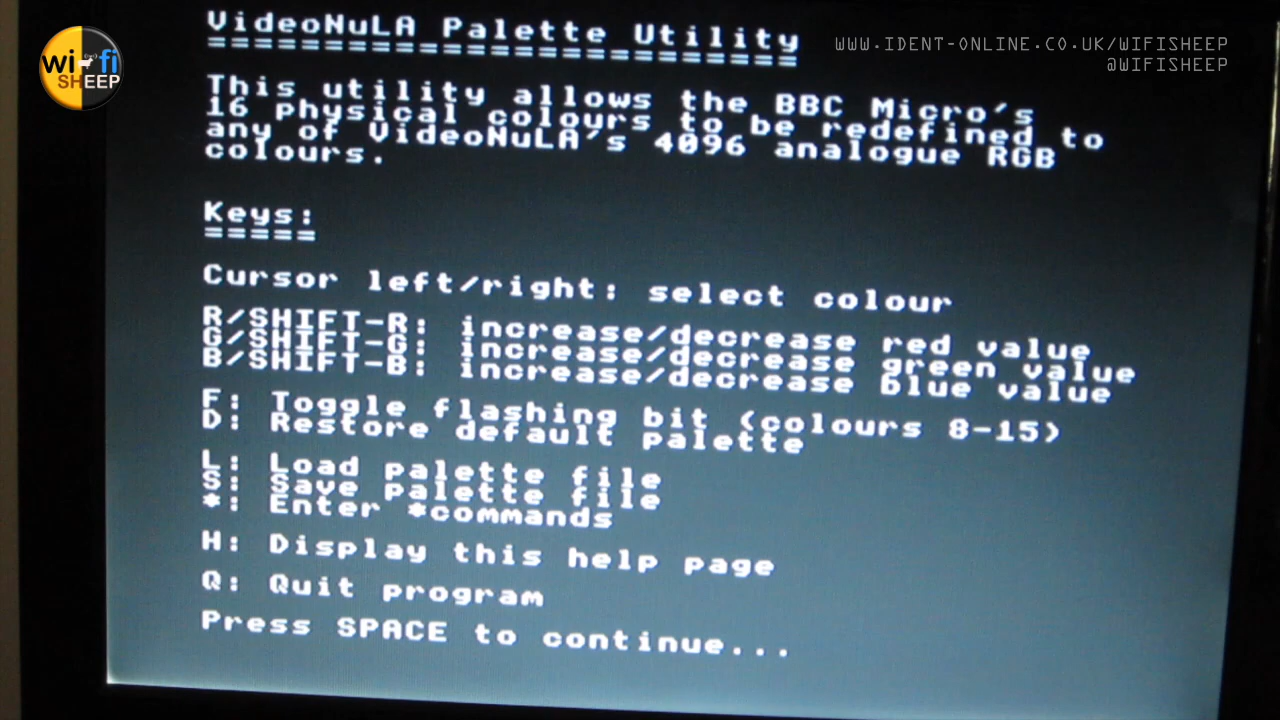 VideoNuLA Palette Utility
=========================
WWW.IDENT-ONLINE.CO.UK/WIFISHEEP
@WIFISHEEP
wi-fi
SHEEP
This utility allows the BBC Micro's
16 physical colours to be redefined to
any of VideoNuLA's 4096 analogue RGB
colours.
Keys:
=====
Cursor left/right: select colour
R/SHIFT-R: increase/decrease red value
G/SHIFT-G: increase/decrease green value
B/SHIFT-B: increase/decrease blue value
F: Toggle flashing bit (colours 8-15)
D: Restore default palette
L: Load palette file
S: Save palette file
*: Enter *commands
H: Display this help page
Q: Quit program
Press SPACE to continue...